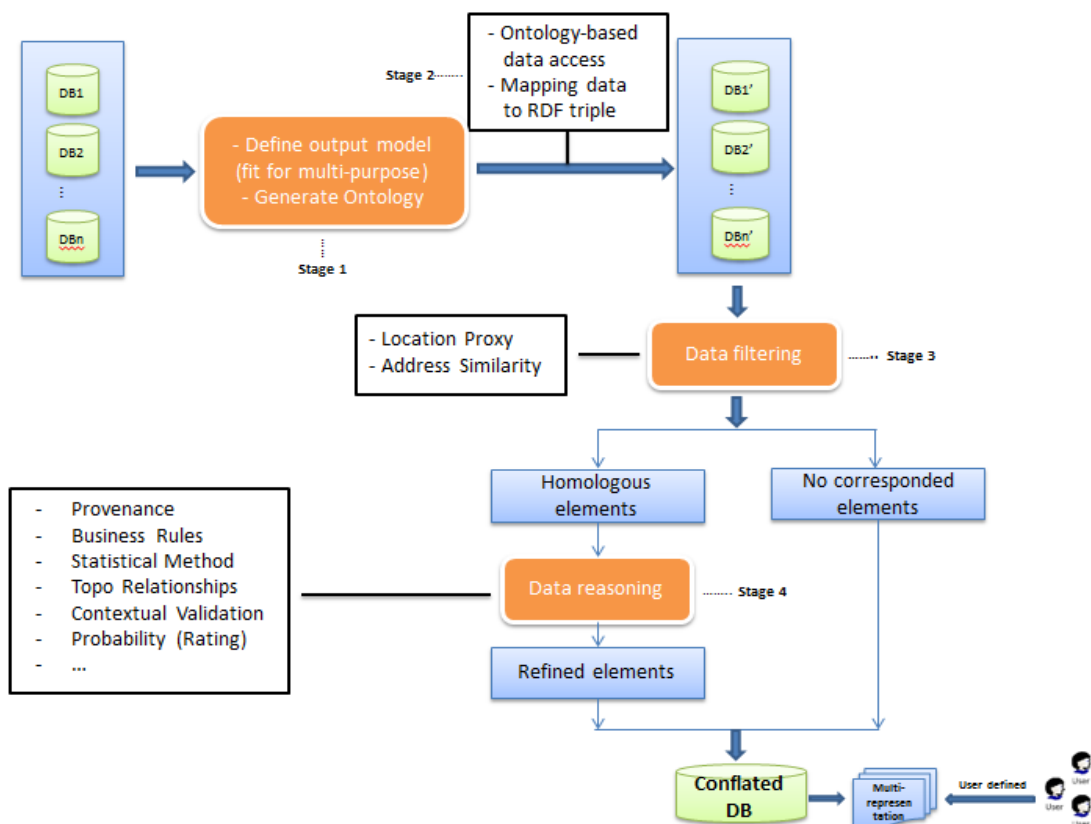 DB1
DB2
⋮
DBn
- Define output model
(fit for multi-purpose)
- Generate Ontology
Stage 1
Stage 2
- Ontology-based
data access
- Mapping data
to RDF triple
DB1’
DB2’
⋮
DBn’
- Location Proxy
- Address Similarity
Data filtering
Stage 3
Homologous
elements
No corresponded
elements
- Provenance
- Business Rules
- Statistical Method
- Topo Relationships
- Contextual Validation
- Probability (Rating)
- ...
Data reasoning
Stage 4
Refined elements
Conflated
DB
Multi-
represen
tation
User defined
User
User
User